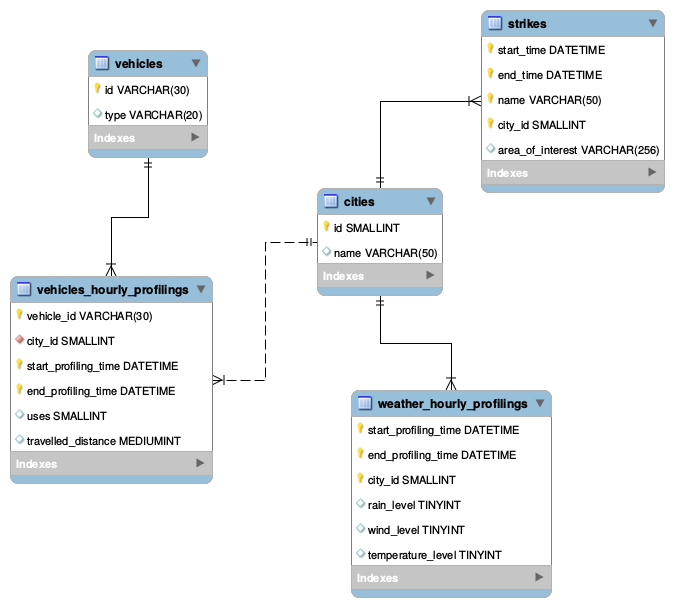 strikes
start_time DATETIME
end_time DATETIME
name VARCHAR(50)
city_id SMALLINT
area_of_interest VARCHAR(256)
Indexes
vehicles
id VARCHAR(30)
type VARCHAR(20)
Indexes
cities
id SMALLINT
name VARCHAR(50)
Indexes
vehicles_hourly_profilings
vehicle_id VARCHAR(30)
city_id SMALLINT
start_profiling_time DATETIME
end_profiling_time DATETIME
uses SMALLINT
travelled_distance MEDIUMINT
Indexes
weather_hourly_profilings
start_profiling_time DATETIME
end_profiling_time DATETIME
city_id SMALLINT
rain_level TINYINT
wind_level TINYINT
temperature_level TINYINT
Indexes